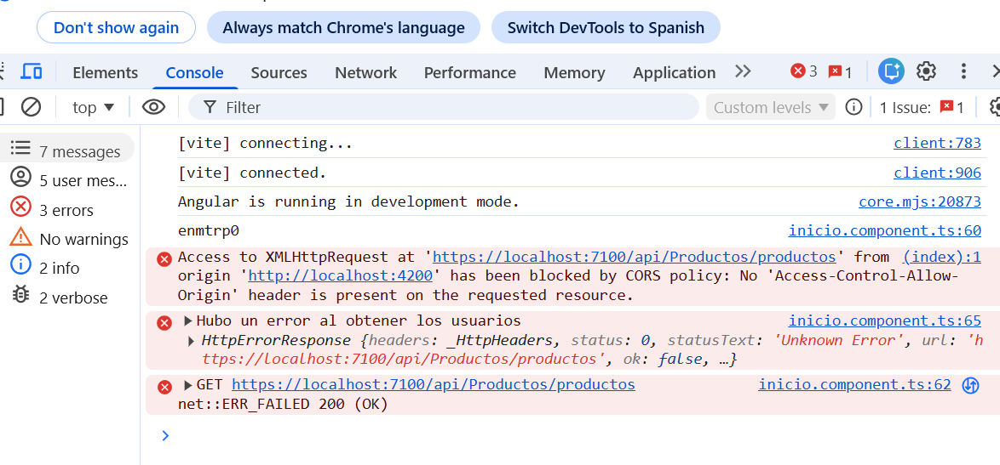 Don't show again Always match Chrome's language Switch DevTools to Spanish
Elements Console Sources Network Performance Memory Application 3 1
top Filter Custom levels 1 Issue: 1
7 messages
5 user mes...
3 errors
No warnings
2 info
2 verbose
[vite] connecting... client:783
[vite] connected. client:906
Angular is running in development mode. core.mjs:20873
enmtrp0 inicio.component.ts:60
Access to XMLHttpRequest at 'https://localhost:7100/api/Productos/productos' from (index):1
origin 'http://localhost:4200' has been blocked by CORS policy: No 'Access-Control-Allow-
Origin' header is present on the requested resource.
Hubo un error al obtener los usuarios inicio.component.ts:65
HttpErrorResponse {headers: _HttpHeaders, status: 0, statusText: 'Unknown Error', url: 'h
ttps://localhost:7100/api/Productos/productos', ok: false, …}
GET https://localhost:7100/api/Productos/productos inicio.component.ts:62
net::ERR_FAILED 200 (OK)